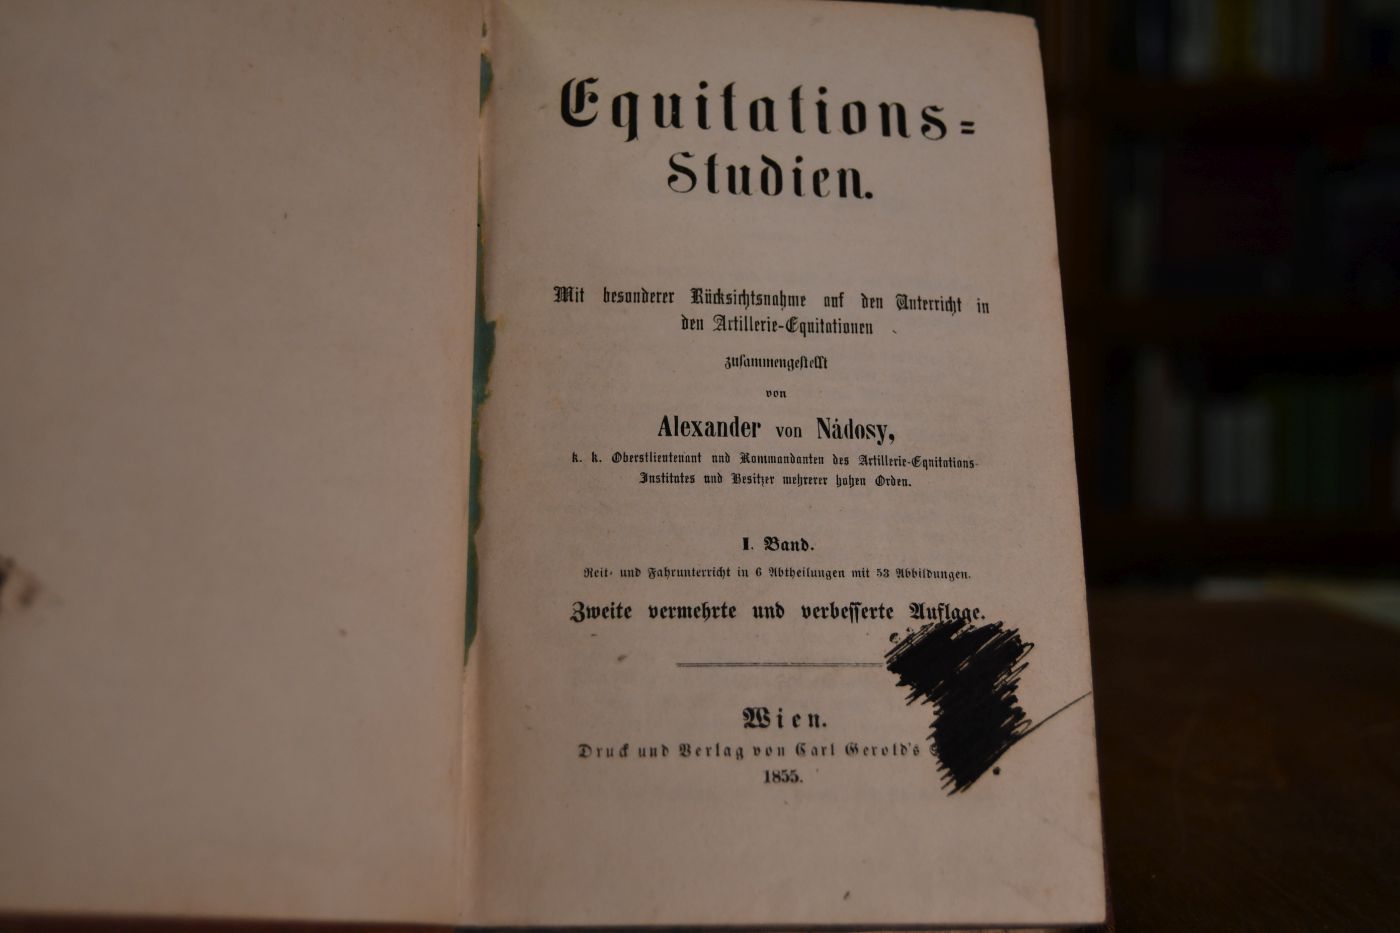 Equitations=
Studien.
Mit besonderer Rücksichtsnahme auf den Unterricht in
den Artillerie-Equitationen
zusammengestellt
von
Alexander von Nádosy,
k. k. Oberstlieutenant und Kommandanten des Artillerie-Equitations-
Institutes und Besitzer mehrerer hohen Orden.
I. Band.
Reit- und Fahrunterricht in 6 Abtheilungen mit 53 Abbildungen.
Zweite vermehrte und verbesserte Auflage.
Wien.
Druck und Verlag von Carl Gerold's
1855.